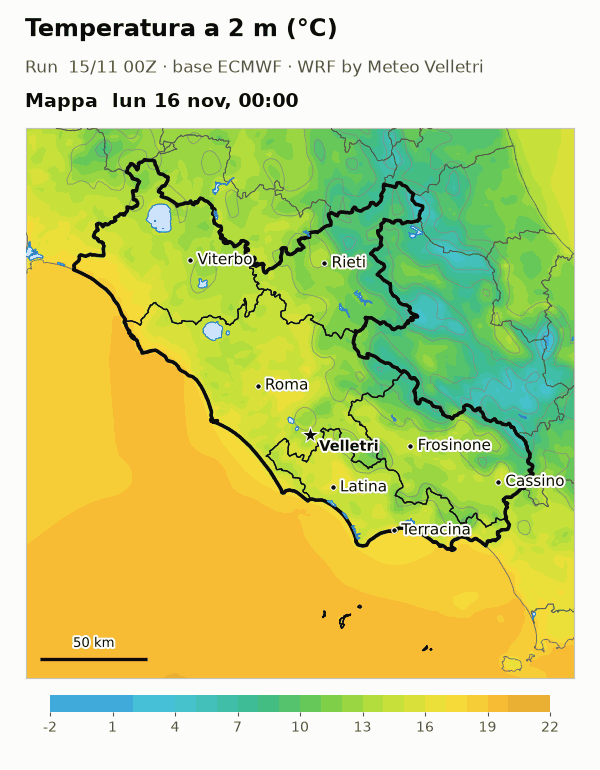 Temperatura a 2 m (°C)
Run  15/11 00Z · base ECMWF · WRF by Meteo Velletri
Mappa  lun 16 nov, 00:00
Viterbo
Rieti
Roma
Velletri
Frosinone
Cassino
Latina
Terracina
50 km
-2 1 4 7 10 13 16 19 22